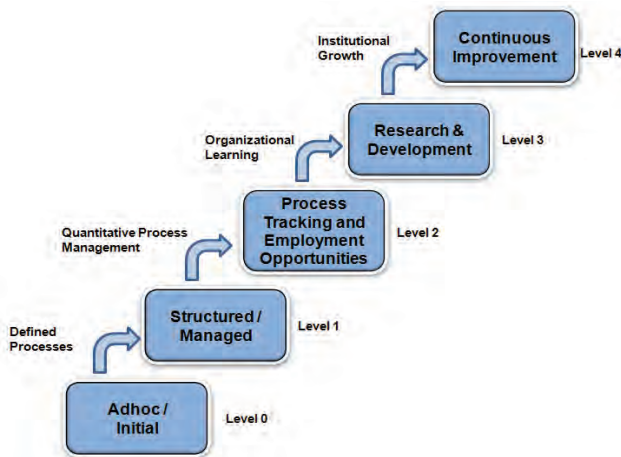 Continuous
Improvement
Level 4
Institutional
Growth
Research &
Development
Level 3
Organizational
Learning
Process
Tracking and
Employment
Opportunities
Level 2
Quantitative Process
Management
Structured /
Managed
Level 1
Defined
Processes
Adhoc /
Initial
Level 0